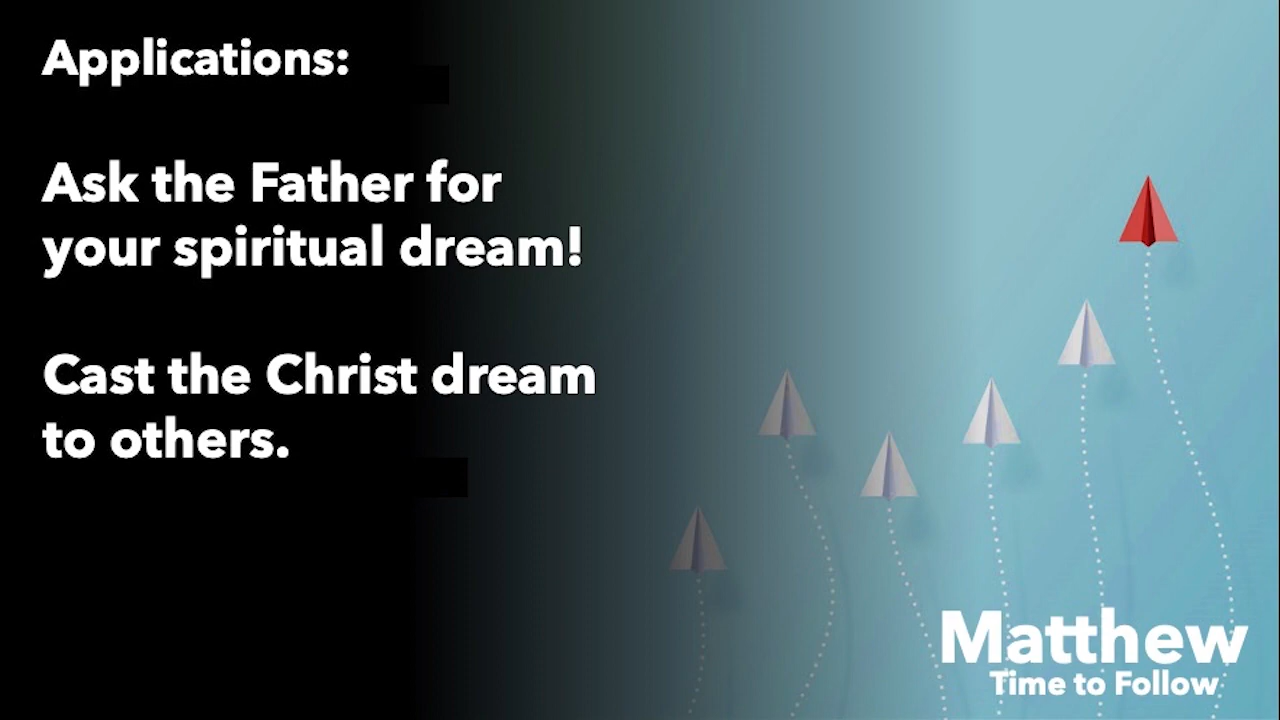 Applications:
Ask the Father for
your spiritual dream!
Cast the Christ dream
to others.
Matthew
Time to Follow